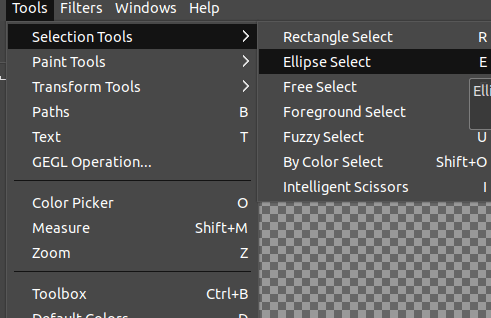 Tools Filters Windows Help
Selection Tools
Paint Tools
Transform Tools
Paths B
Text T
GEGL Operation...
Color Picker O
Measure Shift+M
Zoom Z
Toolbox Ctrl+B
Default Colors D
Rectangle Select R
Ellipse Select E
Free Select
Foreground Select
Fuzzy Select U
By Color Select Shift+O
Intelligent Scissors I
Elli